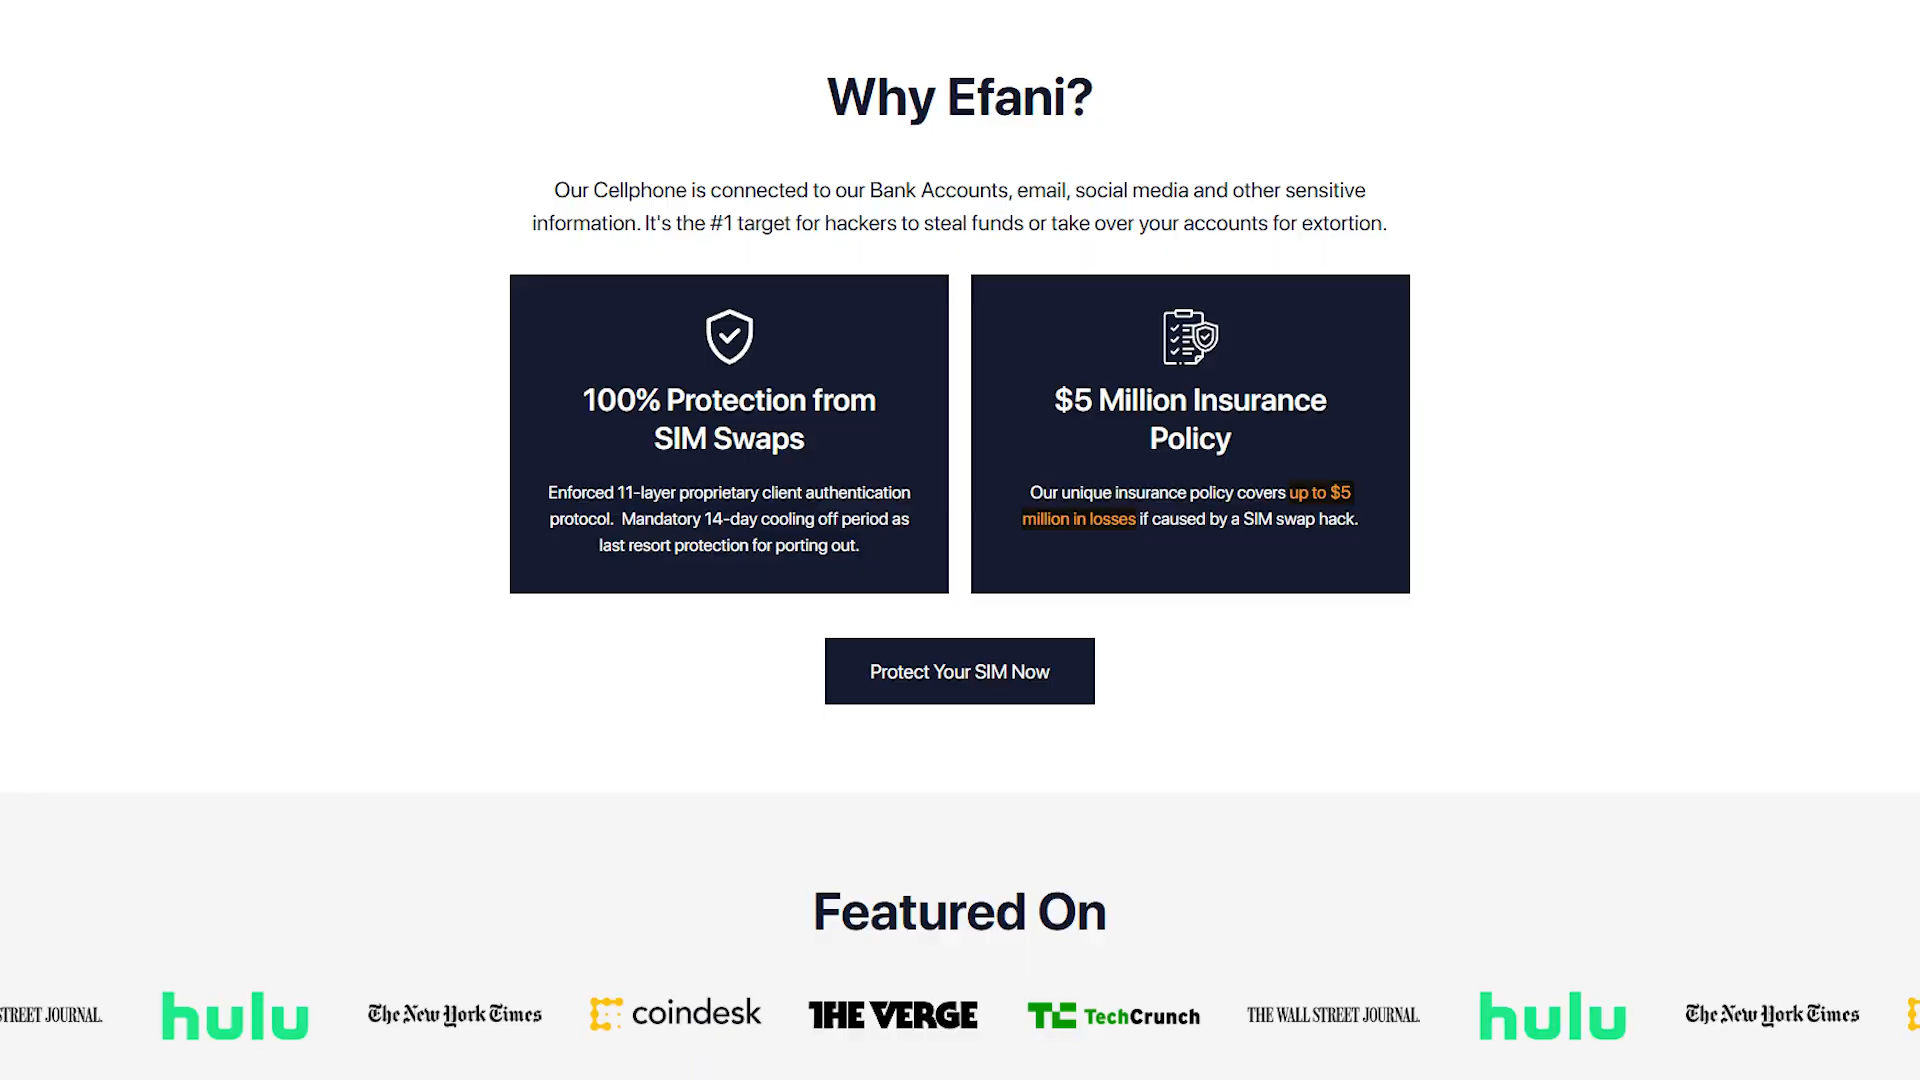 Why Efani?
Our Cellphone is connected to our Bank Accounts, email, social media and other sensitive
information. It's the #1 target for hackers to steal funds or take over your accounts for extortion.
100% Protection from
SIM Swaps
Enforced 11-layer proprietary client authentication
protocol. Mandatory 14-day cooling off period as
last resort protection for porting out.
$5 Million Insurance
Policy
Our unique insurance policy covers up to $5
million in losses if caused by a SIM swap hack.
Protect Your SIM Now
Featured On
STREET JOURNAL. hulu The New York Times coindesk THE VERGE TC TechCrunch THE WALL STREET JOURNAL. hulu The New York Times